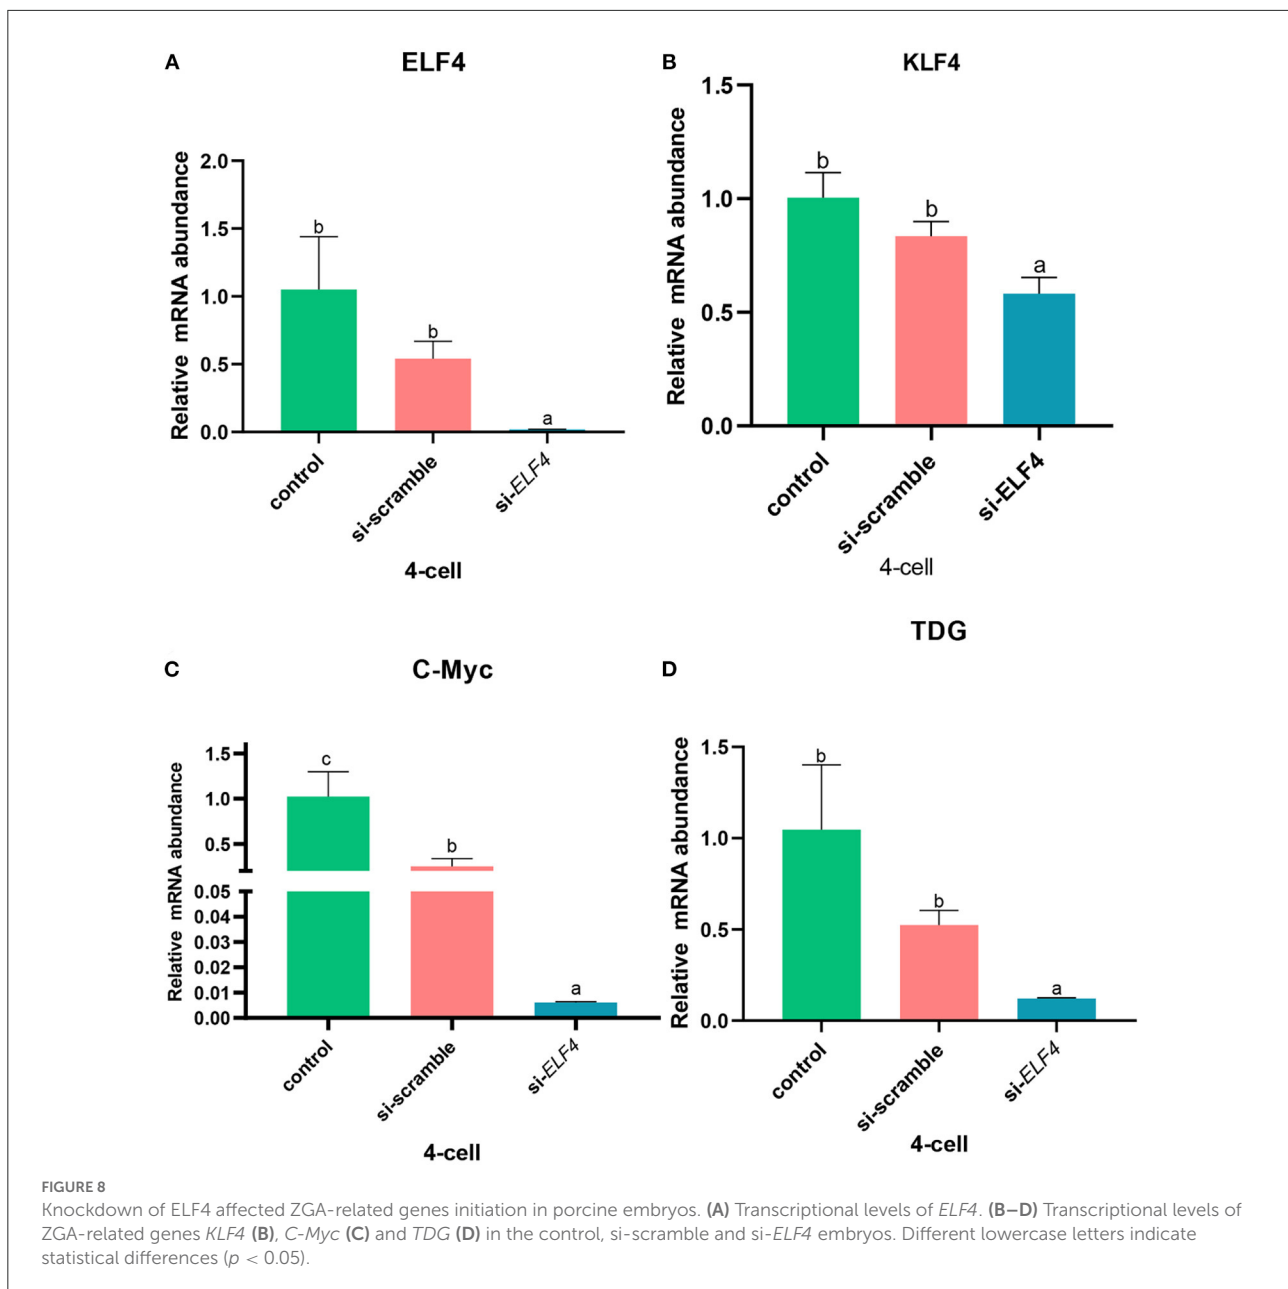 A
ELF4
Relative mRNA abundance
2.0
1.5
1.0
0.5
0.0
b
b
a
control
si-scramble
si-ELF4
4-cell
B
KLF4
Relative mRNA abundance
1.5
1.0
0.5
0.0
b
b
a
control
si-scramble
si-ELF4
4-cell
C
C-Myc
Relative mRNA abundance
1.5
1.0
0.5
0.05
0.04
0.03
0.02
0.01
0.00
c
b
a
control
si-scramble
si-ELF4
4-cell
D
TDG
Relative mRNA abundance
1.5
1.0
0.5
0.0
b
b
a
control
si-scramble
si-ELF4
4-cell
FIGURE 8
Knockdown of ELF4 affected ZGA-related genes initiation in porcine embryos. (A) Transcriptional levels of ELF4. (B–D) Transcriptional levels of
ZGA-related genes KLF4 (B), C-Myc (C) and TDG (D) in the control, si-scramble and si-ELF4 embryos. Different lowercase letters indicate
statistical differences (p < 0.05).